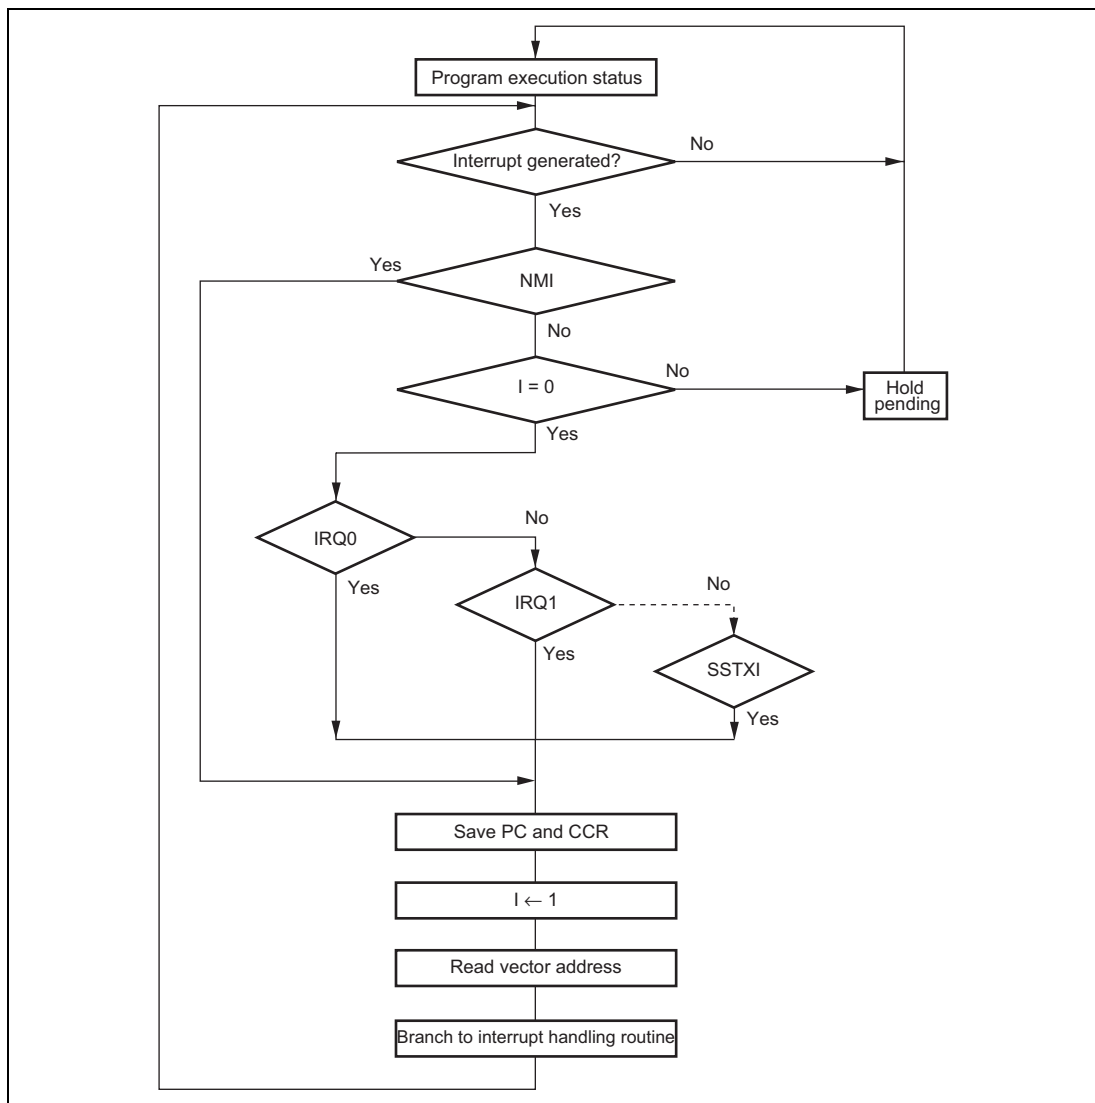 Program execution status
Interrupt generated?
No
Yes
Yes
NMI
No
I = 0
No
Hold
pending
Yes
IRQ0
No
Yes
IRQ1
No
Yes
SSTXI
Yes
Save PC and CCR
I ← 1
Read vector address
Branch to interrupt handling routine